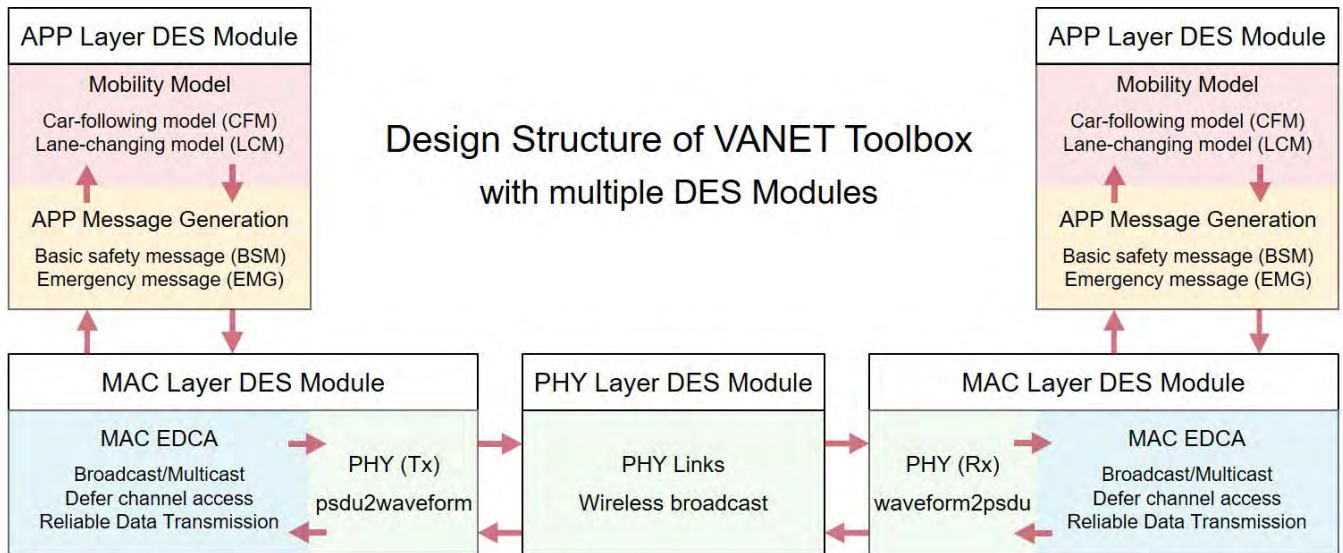 APP Layer DES Module
Mobility Model
Car-following model (CFM)
Lane-changing model (LCM)
APP Message Generation
Basic safety message (BSM)
Emergency message (EMG)
Design Structure of VANET Toolbox
with multiple DES Modules
APP Layer DES Module
Mobility Model
Car-following model (CFM)
Lane-changing model (LCM)
APP Message Generation
Basic safety message (BSM)
Emergency message (EMG)
MAC Layer DES Module
MAC EDCA
Broadcast/Multicast
Defer channel access
Reliable Data Transmission
PHY (Tx)
psdu2waveform
PHY Layer DES Module
PHY Links
Wireless broadcast
MAC Layer DES Module
PHY (Rx)
waveform2psdu
MAC EDCA
Broadcast/Multicast
Defer channel access
Reliable Data Transmission